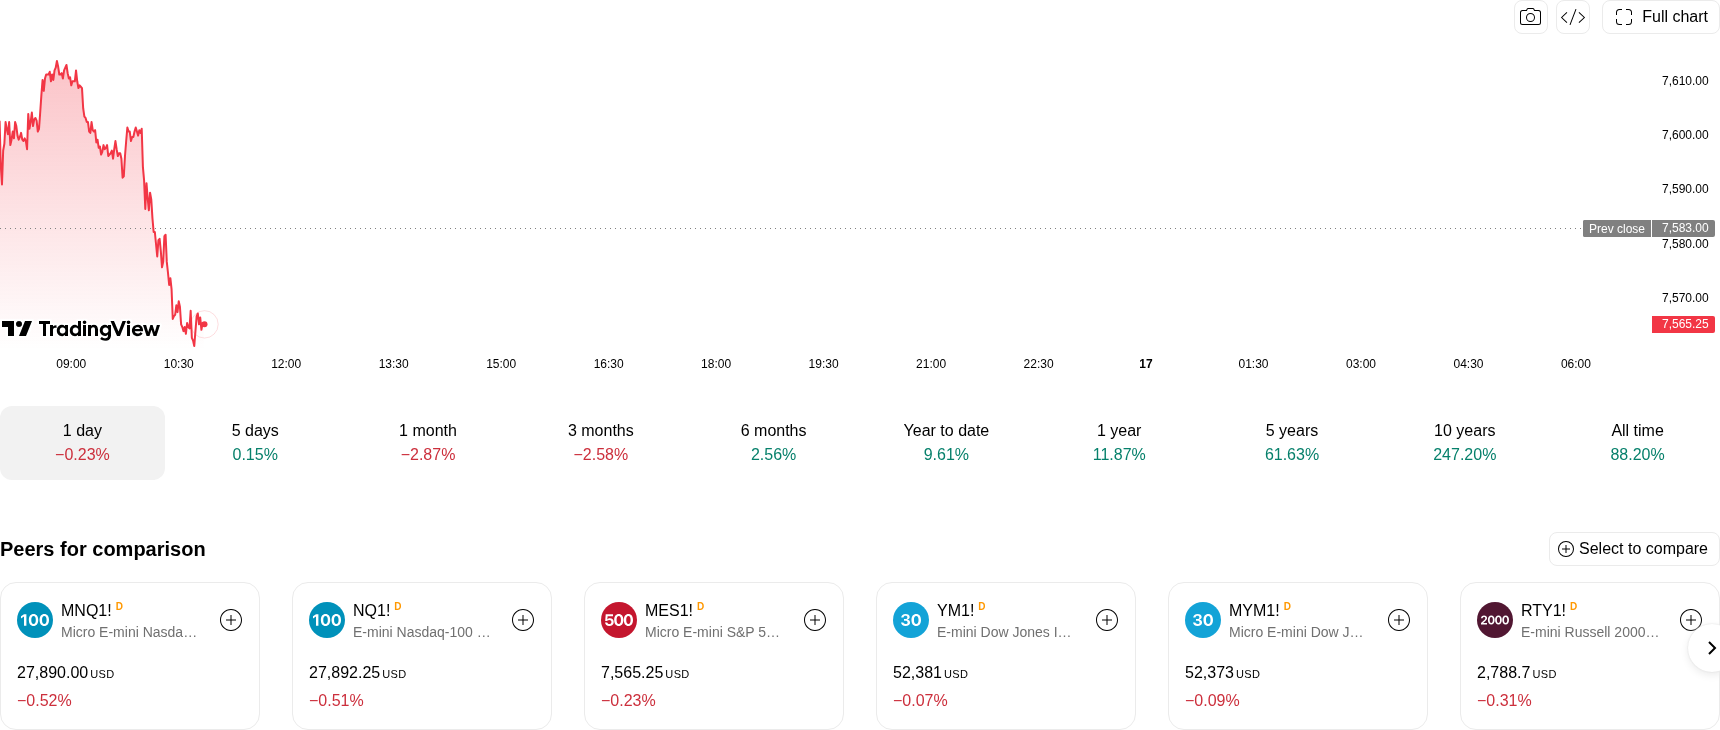 Full chart
7,610.00
7,600.00
7,590.00
Prev close 7,583.00
7,580.00
7,570.00
7,565.25
TradingView
09:00 10:30 12:00 13:30 15:00 16:30 18:00 19:30 21:00 22:30 17 01:30 03:00 04:30 06:00
1 day 5 days 1 month 3 months 6 months Year to date 1 year 5 years 10 years All time
−0.23% 0.15% −2.87% −2.58% 2.56% 9.61% 11.87% 61.63% 247.20% 88.20%
Peers for comparison
Select to compare
100 MNQ1! D
Micro E-mini Nasda…
27,890.00 USD
−0.52%
100 NQ1! D
E-mini Nasdaq-100 …
27,892.25 USD
−0.51%
500 MES1! D
Micro E-mini S&P 5…
7,565.25 USD
−0.23%
30 YM1! D
E-mini Dow Jones I…
52,381 USD
−0.07%
30 MYM1! D
Micro E-mini Dow J…
52,373 USD
−0.09%
2000 RTY1! D
E-mini Russell 2000…
2,788.7 USD
−0.31%